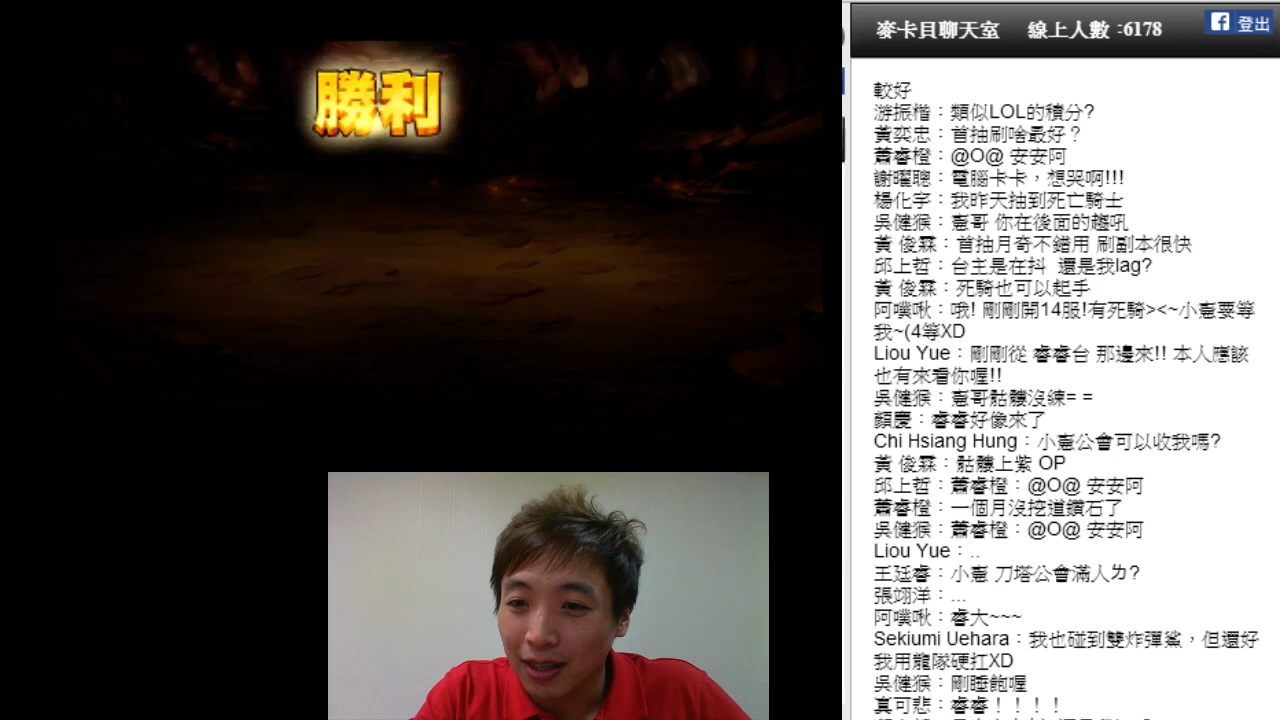 勝利
麥卡貝聊天室 線上人數 :6178
登出
較好
游振楷：類似LOL的積分?
黃奕忠：首抽刷啥最好？
蕭睿橙：@O@ 安安阿
謝曜聰：電腦卡卡，想哭啊!!!
楊化字：我昨天抽到死亡騎士
吳健猴：憲哥 你在後面的趟吼
黃 俊霖：首抽月奇不錯用 刷副本很快
邱上哲：台主是在抖 還是我lag?
黃 俊霖：死騎也可以起手
阿噗啾：哦! 剛剛開14服!有死騎><~小憲要等
我~(4等XD
Liou Yue：剛剛從 睿睿台 那邊來!! 本人應該
也有來看你喔!!
吳健猴：憲哥骷髏沒練= =
顏慶：睿睿好像來了
Chi Hsiang Hung：小憲公會可以收我嗎?
黃 俊霖：骷髏上紫 OP
邱上哲：蕭睿橙：@O@ 安安阿
蕭睿橙：一個月沒挖道鑽石了
吳健猴：蕭睿橙：@O@ 安安阿
Liou Yue：..
王廷睿：小憲 刀塔公會滿人ㄌ?
張翊洋：...
阿噗啾：睿大~~~
Sekiumi Uehara：我也碰到雙炸彈鯊，但還好
我用龍隊硬扛XD
吳健猴：剛睡飽喔
真可悲：睿睿！！！！